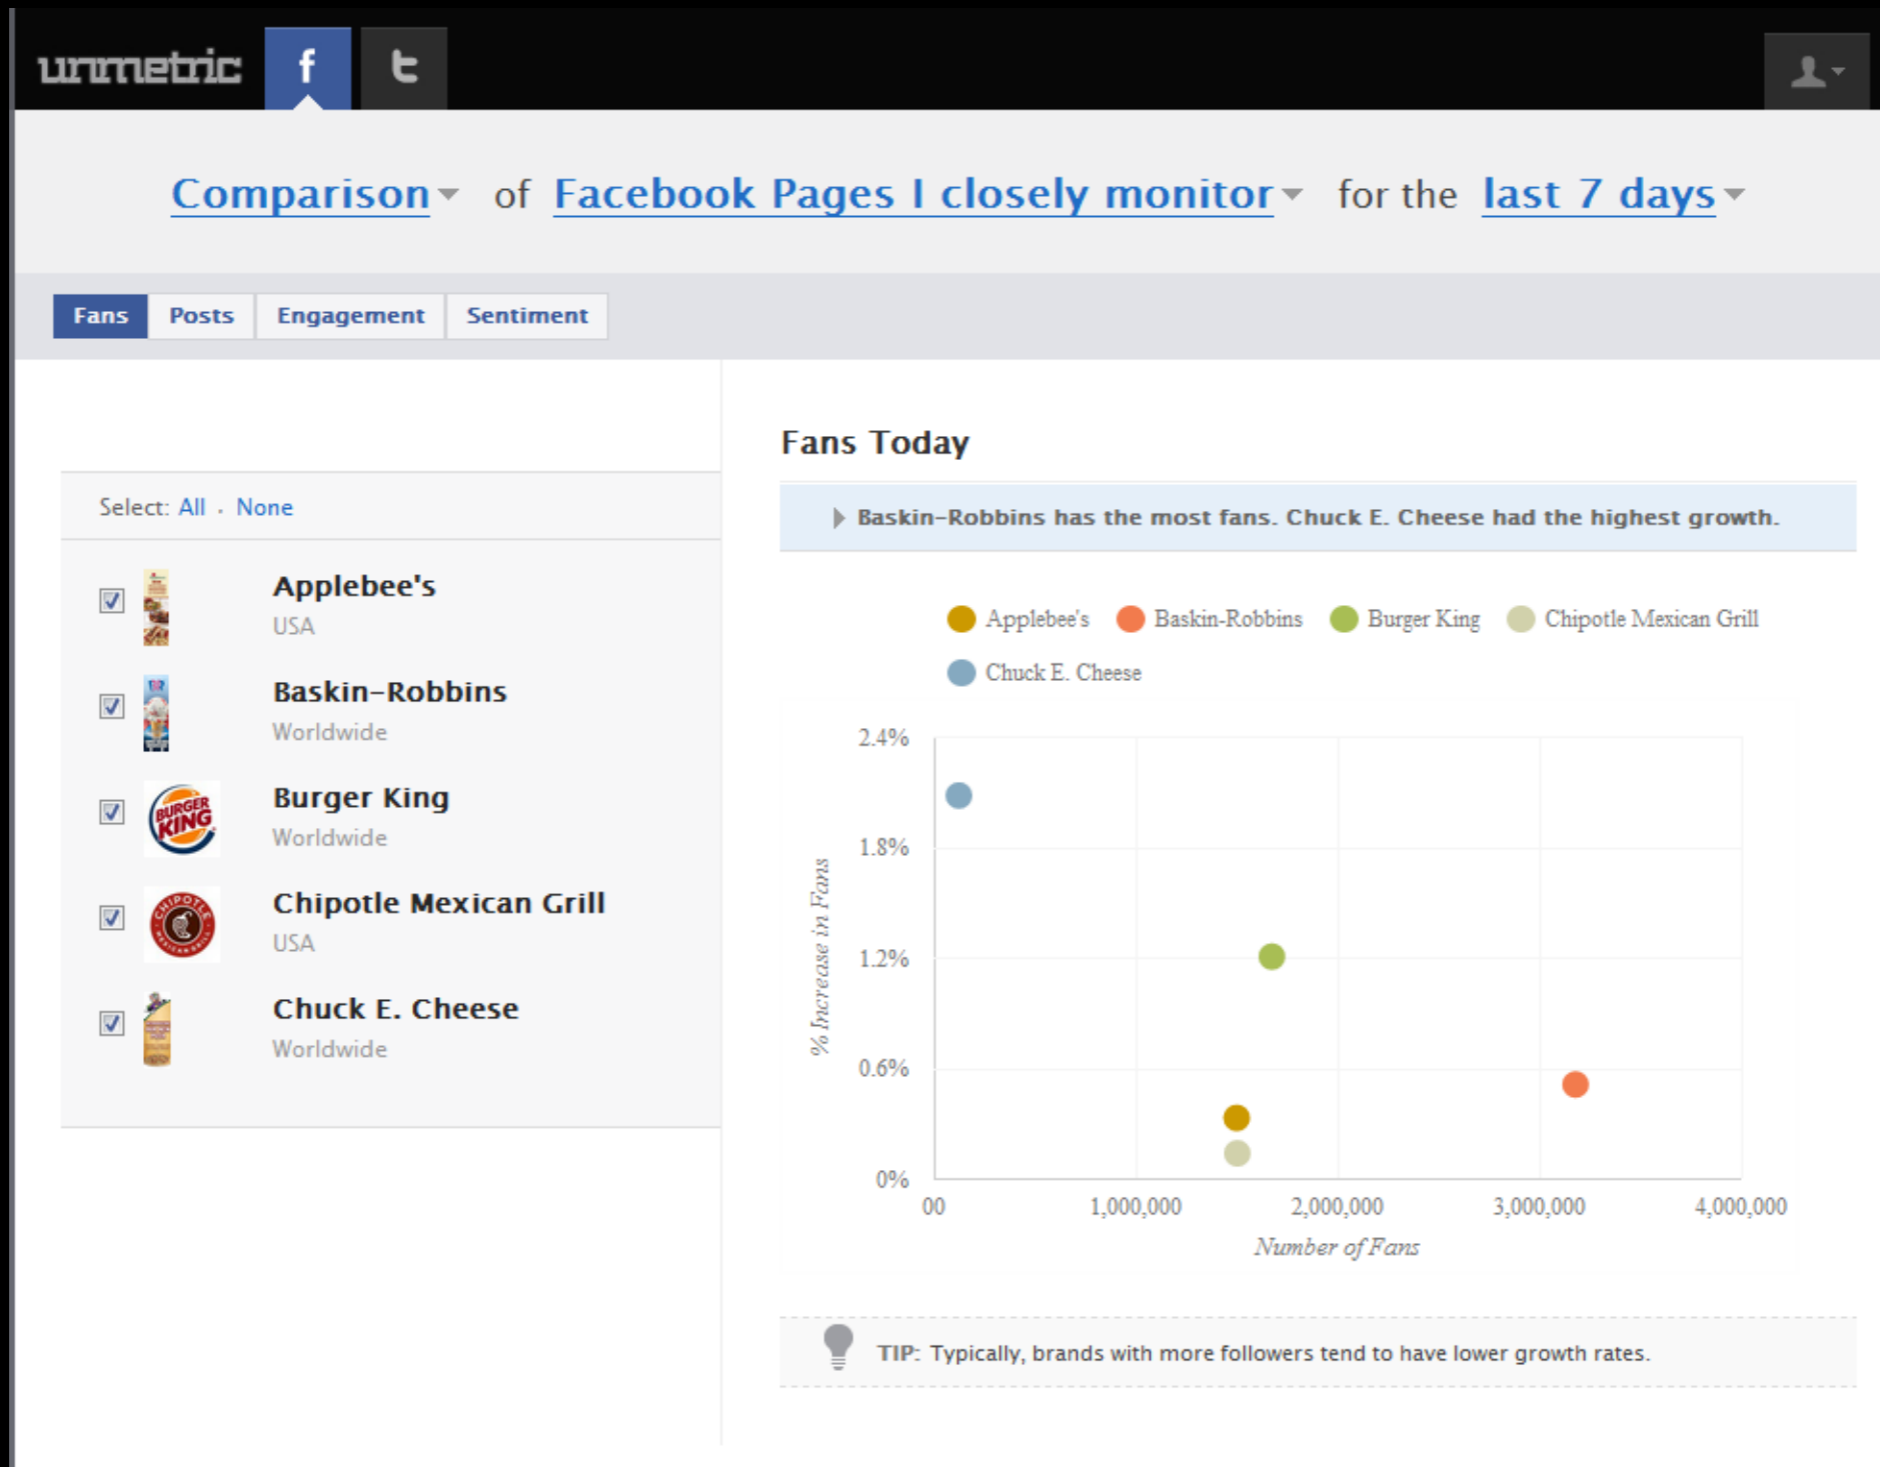 unmetric f t
Comparison of Facebook Pages I closely monitor for the last 7 days
Fans Posts Engagement Sentiment
Select: All · None
Applebee's
USA
Baskin-Robbins
Worldwide
BURGER KING
Burger King
Worldwide
CHIPOTLE
MEXICAN GRILL
Chipotle Mexican Grill
USA
Chuck E. Cheese
Worldwide
Fans Today
Baskin-Robbins has the most fans. Chuck E. Cheese had the highest growth.
Applebee's Baskin-Robbins Burger King Chipotle Mexican Grill
Chuck E. Cheese
2.4%
1.8%
1.2%
0.6%
0%
% Increase in Fans
00 1,000,000 2,000,000 3,000,000 4,000,000
Number of Fans
TIP: Typically, brands with more followers tend to have lower growth rates.